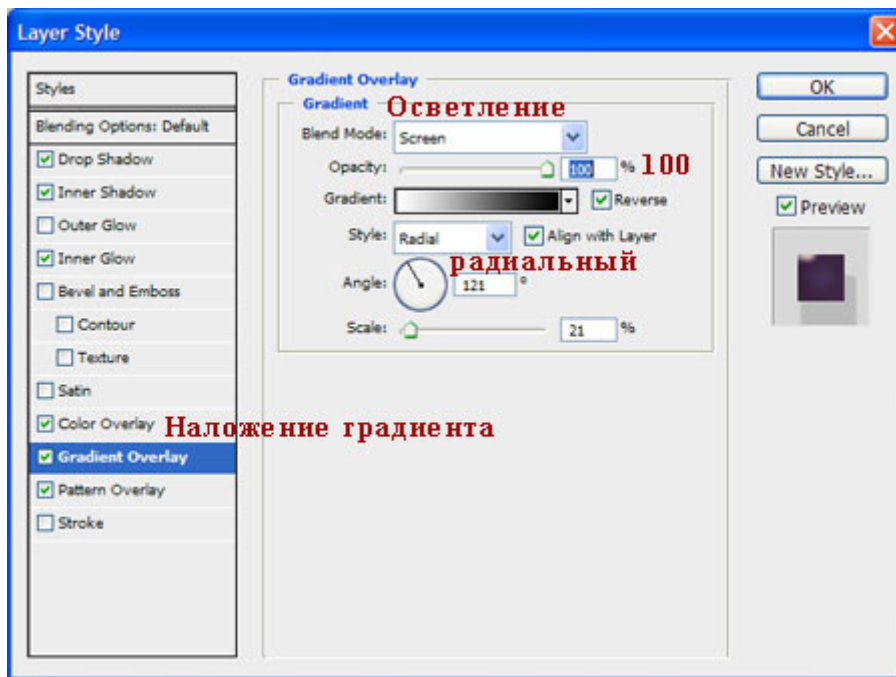 Layer Style
Styles
Blending Options: Default
Drop Shadow
Inner Shadow
Outer Glow
Inner Glow
Bevel and Emboss
Contour
Texture
Satin
Color Overlay
Наложение градиента
Gradient Overlay
Pattern Overlay
Stroke
Gradient Overlay
Gradient
Осветление
Blend Mode: Screen
Opacity: 100 % 100
Gradient: Reverse
Style: Radial Align with Layer
радиальный
Angle: 121 °
Scale: 21 %
OK
Cancel
New Style...
Preview